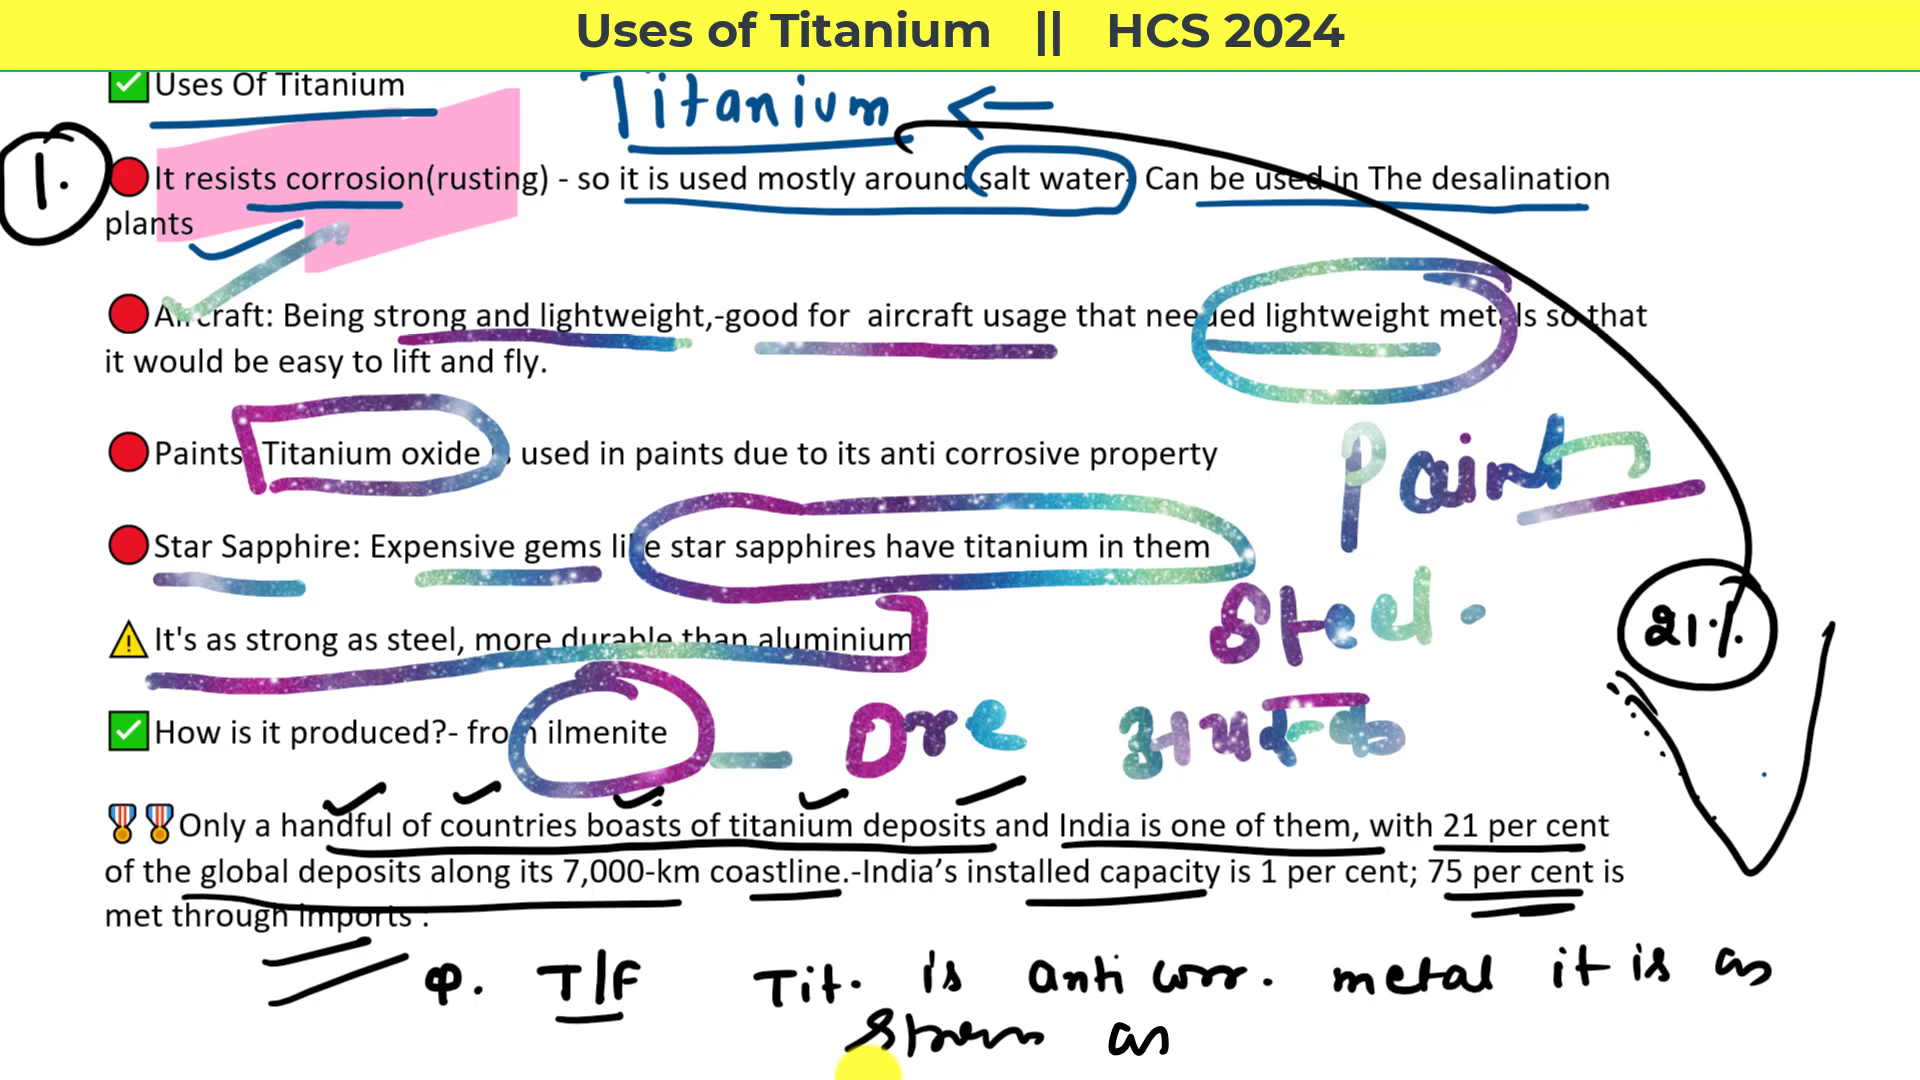 Uses of Titanium || HCS 2024
Uses Of Titanium
Titanium
1.
It resists corrosion(rusting) - so it is used mostly around salt water- Can be used in The desalination
plants
Aircraft: Being strong and lightweight,-good for aircraft usage that needed lightweight metals so that
it would be easy to lift and fly.
Paints: Titanium oxide is used in paints due to its anti corrosive property
Paint
Star Sapphire: Expensive gems like star sapphires have titanium in them
Steel.
21%
It's as strong as steel, more durable than aluminium
How is it produced?- from ilmenite
Ore अयस्क
Only a handful of countries boasts of titanium deposits and India is one of them, with 21 per cent
of the global deposits along its 7,000-km coastline.-India’s installed capacity is 1 per cent; 75 per cent is
met through imports .
Q. T/F Tit. is anti corr. metal it is as
as